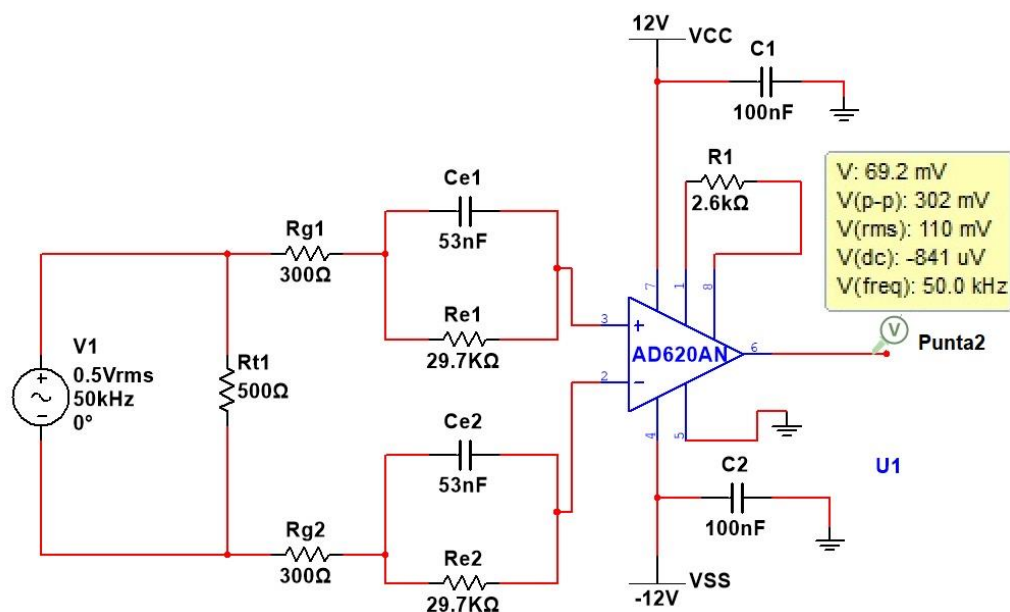 12V
VCC
C1
100nF
R1
2.6kΩ
V: 69.2 mV
V(p-p): 302 mV
V(rms): 110 mV
V(dc): -841 uV
V(freq): 50.0 kHz
V
Punta2
Ce1
53nF
Rg1
300Ω
Re1
29.7KΩ
7
1
8
3
+
AD620AN
6
2
-
4
5
V1
0.5Vrms
50kHz
0°
+
-
Rt1
500Ω
Ce2
53nF
Rg2
300Ω
Re2
29.7KΩ
U1
C2
100nF
VSS
-12V